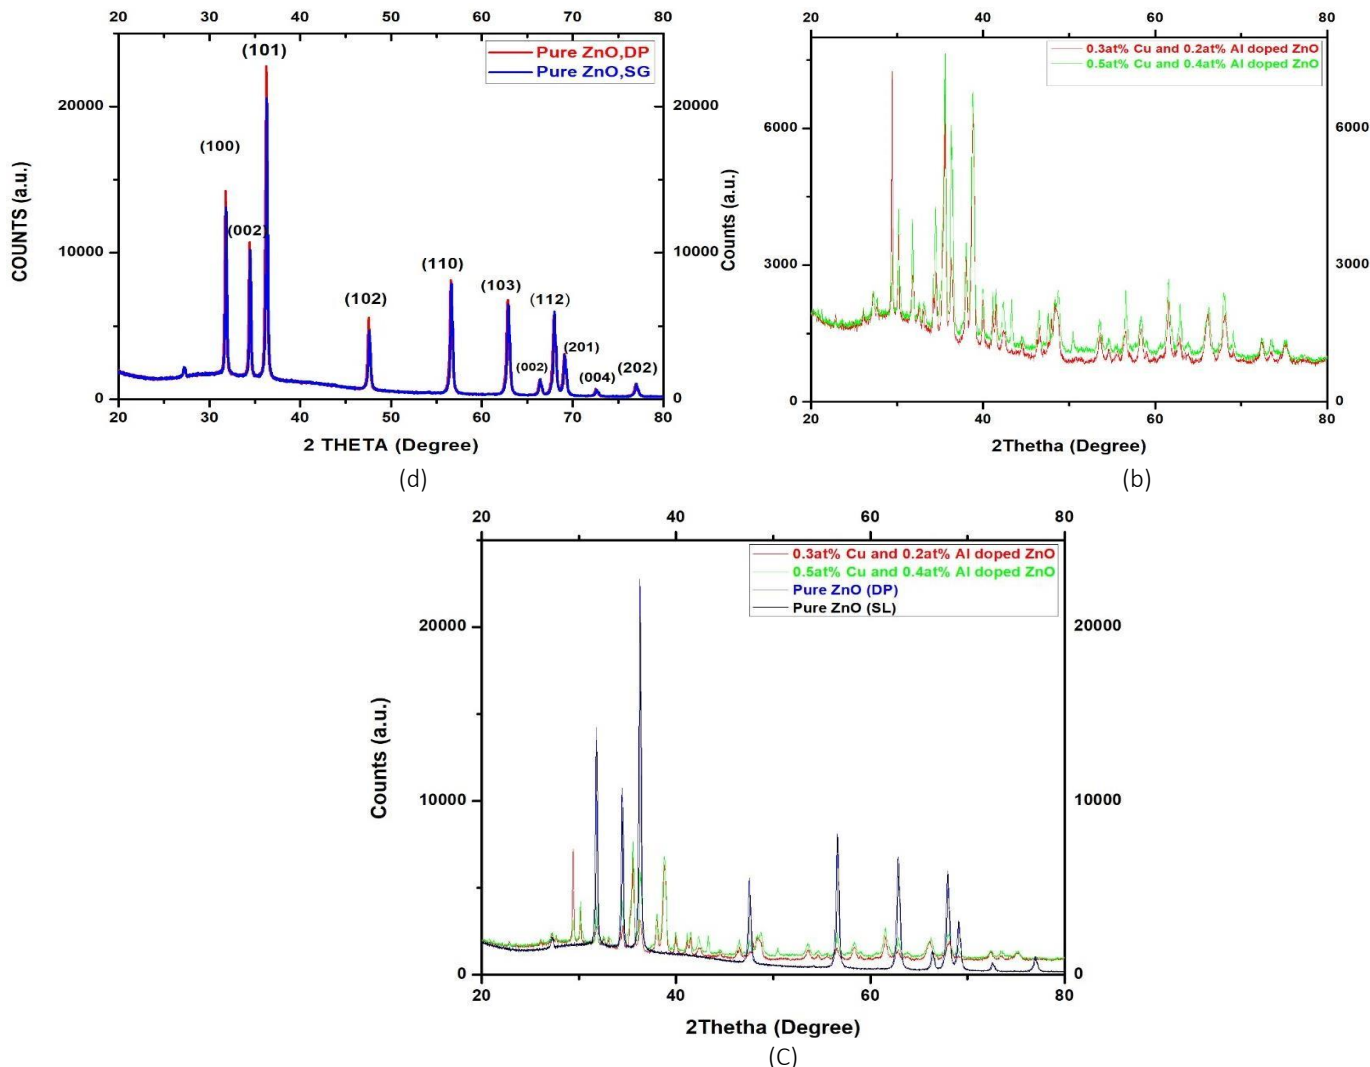 20 30 40 50 60 70 80
(101)
Pure ZnO,DP
Pure ZnO,SG
20000 20000
(100)
(002)
COUNTS (a.u.)
10000 10000
(110)
(103)
(102)
(112)
(201)
(002)
(004)
(202)
0 0
20 30 40 50 60 70 80
2 THETA (Degree)
(d)
20 40 60 80
0.3at% Cu and 0.2at% Al doped ZnO
0.5at% Cu and 0.4at% Al doped ZnO
6000 6000
Counts (a.u.)
3000 3000
0 0
20 40 60 80
2Thetha (Degree)
(b)
20 40 60 80
0.3at% Cu and 0.2at% Al doped ZnO
0.5at% Cu and 0.4at% Al doped ZnO
Pure ZnO (DP)
Pure ZnO (SL)
20000 20000
Counts (a.u.)
10000 10000
0 0
20 40 60 80
2Thetha (Degree)
(C)